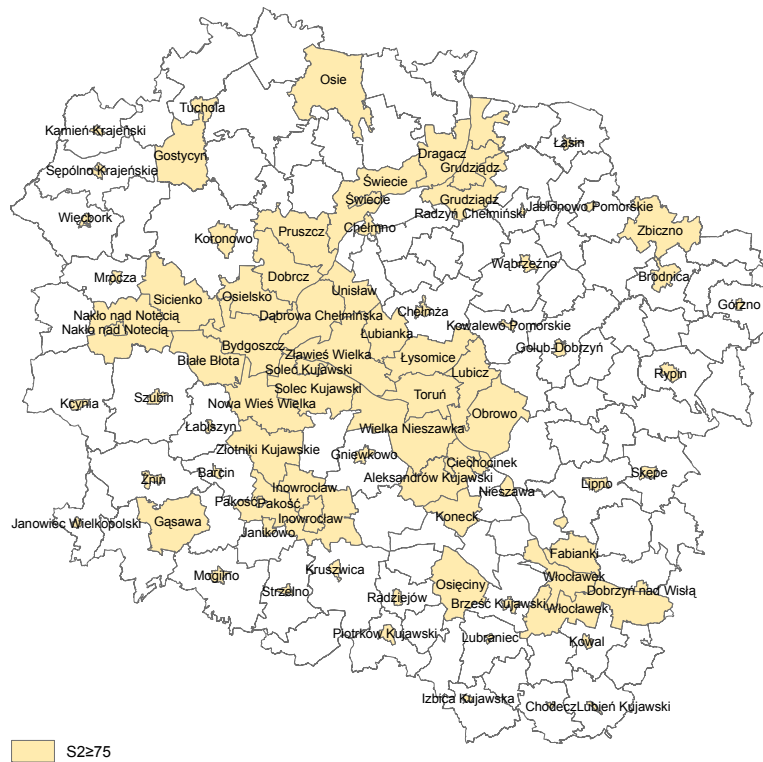 Osie
Tuchola
Kamień Krajeński
Łasin
Dragacz
Gostycyn
Grudziądz
Sępólno Krajeńskie
Świecie
Świecie
Grudziądz
Jabłonowo Pomorskie
Radzyń Chełmiński
Więcbork
Chełmno
Pruszcz
Zbiczno
Koronowo
Wąbrzeźno
Dobrcz
Brodnica
Mrocza
Unisław
Sicienko
Osielsko
Górzno
Chełmża
Nakło nad Notecią
Dąbrowa Chełmińska
Kowalewo Pomorskie
Nakło nad Notecią
Łubianka
Bydgoszcz
Golub-Dobrzyń
Zławieś Wielka
Łysomice
Białe Błota
Solec Kujawski
Lubicz
Rypin
Solec Kujawski
Toruń
Szubin
Kcynia
Nowa Wieś Wielka
Obrowo
Łabiszyn
Wielka Nieszawka
Złotniki Kujawskie
Gniewkowo
Ciechocinek
Barcin
Skępe
Aleksandrów Kujawski
Żnin
Lipno
Inowrocław
Nieszawa
Pakość
Pakość
Janowiec Wielkopolski
Gąsawa
Inowrocław
Koneck
Janikowo
Fabianki
Kruszwica
Mogilno
Włocławek
Osięciny
Strzelno
Dobrzyń nad Wisłą
Radziejów
Brześć Kujawski
Włocławek
Piotrków Kujawski
Lubraniec
Kowal
Izbica Kujawska
Chodecz
Lubień Kujawski
S2≥75